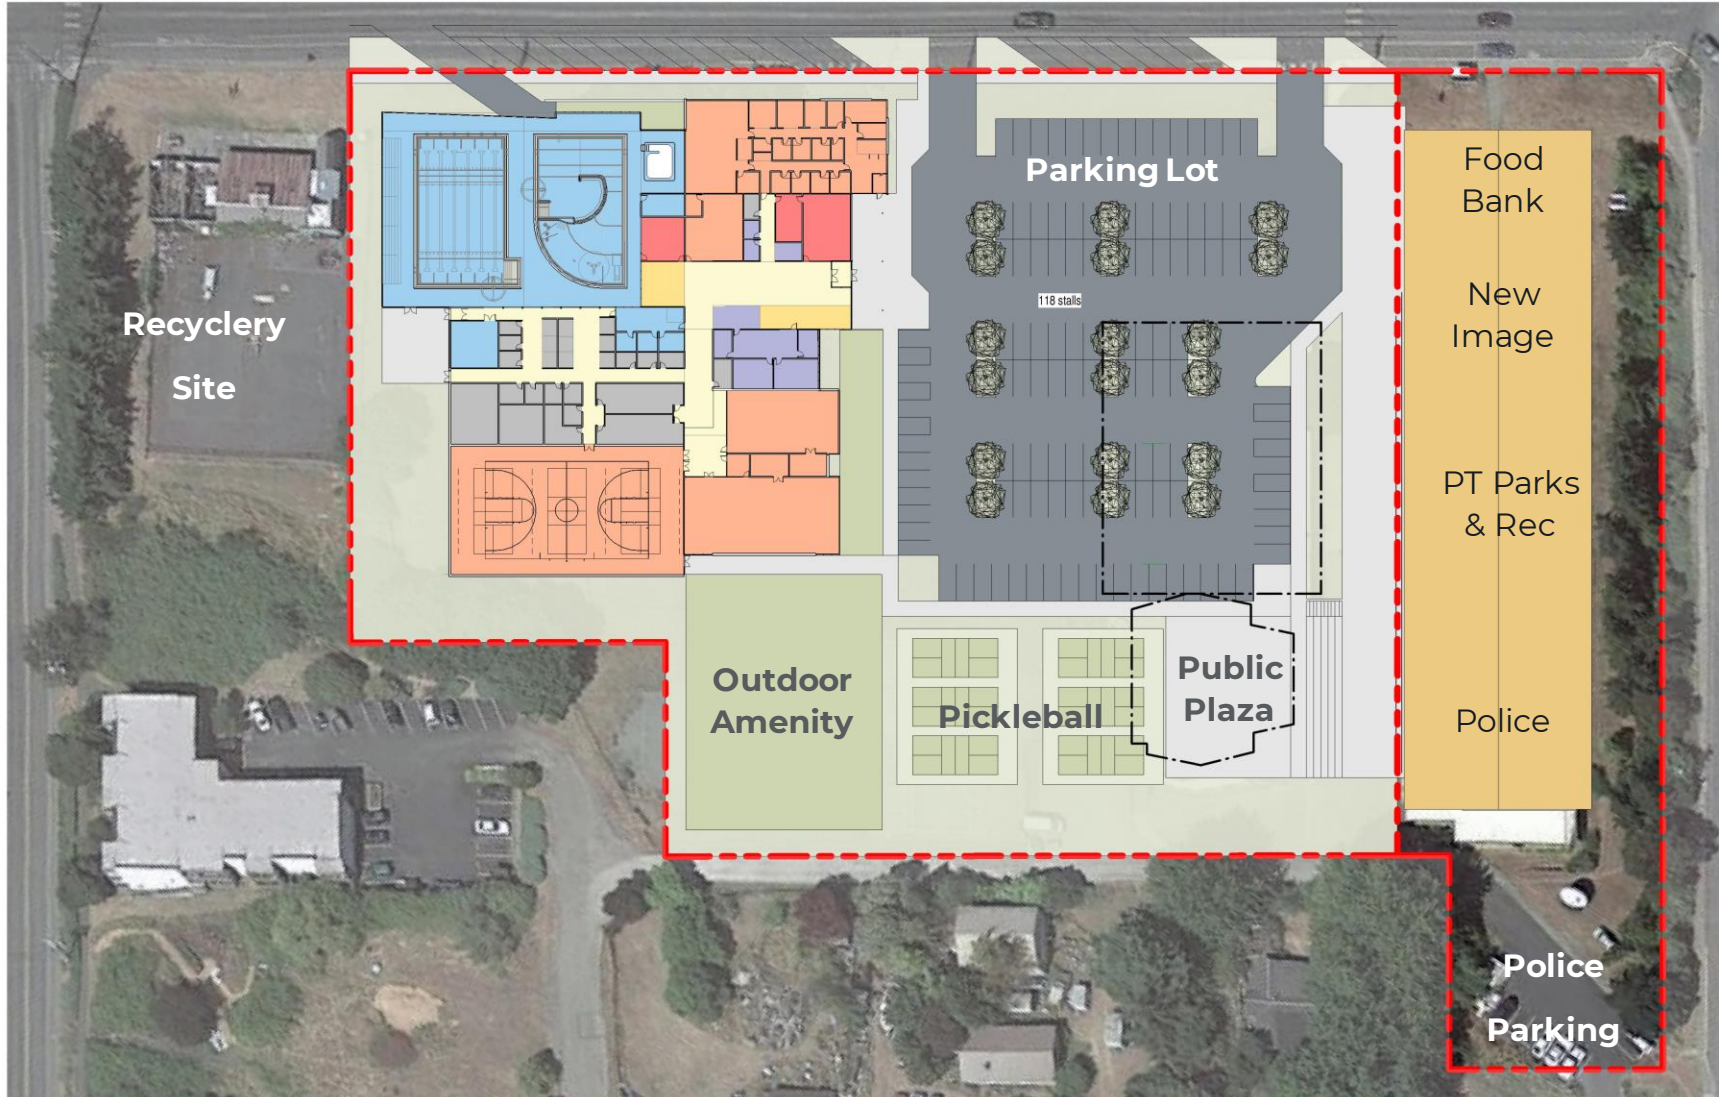 Parking Lot
118 stalls
Food
Bank
New
Image
PT Parks
& Rec
Police
Recyclery
Site
Outdoor
Amenity
Pickleball
Public
Plaza
Police
Parking